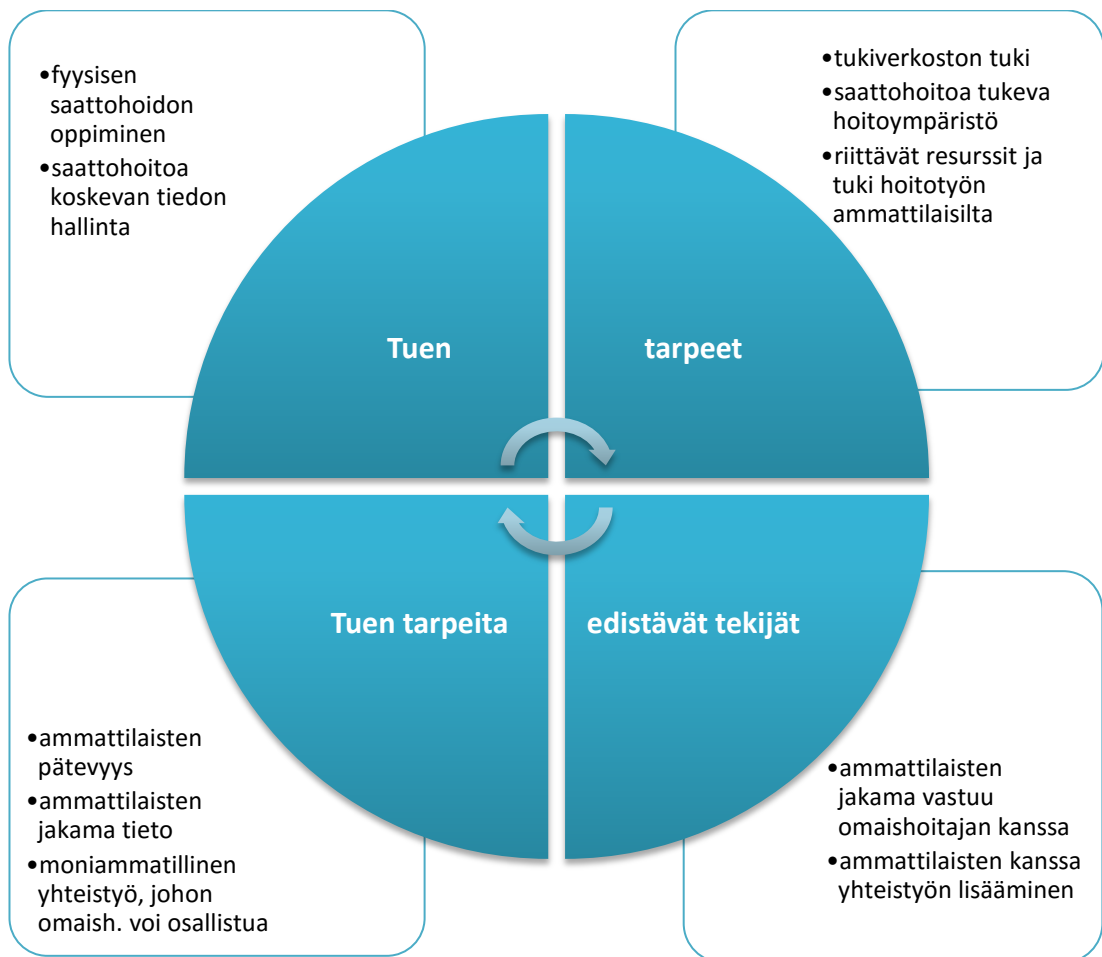 •fyysisen
saattohoidon
oppiminen
•saattohoitoa
koskevan tiedon
hallinta
•tukiverkoston tuki
•saattohoitoa tukeva
hoitoympäristö
•riittävät resurssit ja
tuki hoitotyön
ammattilaisilta
Tuen
tarpeet
Tuen tarpeita
edistävät tekijät
•ammattilaisten
pätevyys
•ammattilaisten
jakama tieto
•moniammatillinen
yhteistyö, johon
omaish. voi osallistua
•ammattilaisten
jakama vastuu
omaishoitajan kanssa
•ammattilaisten kanssa
yhteistyön lisääminen